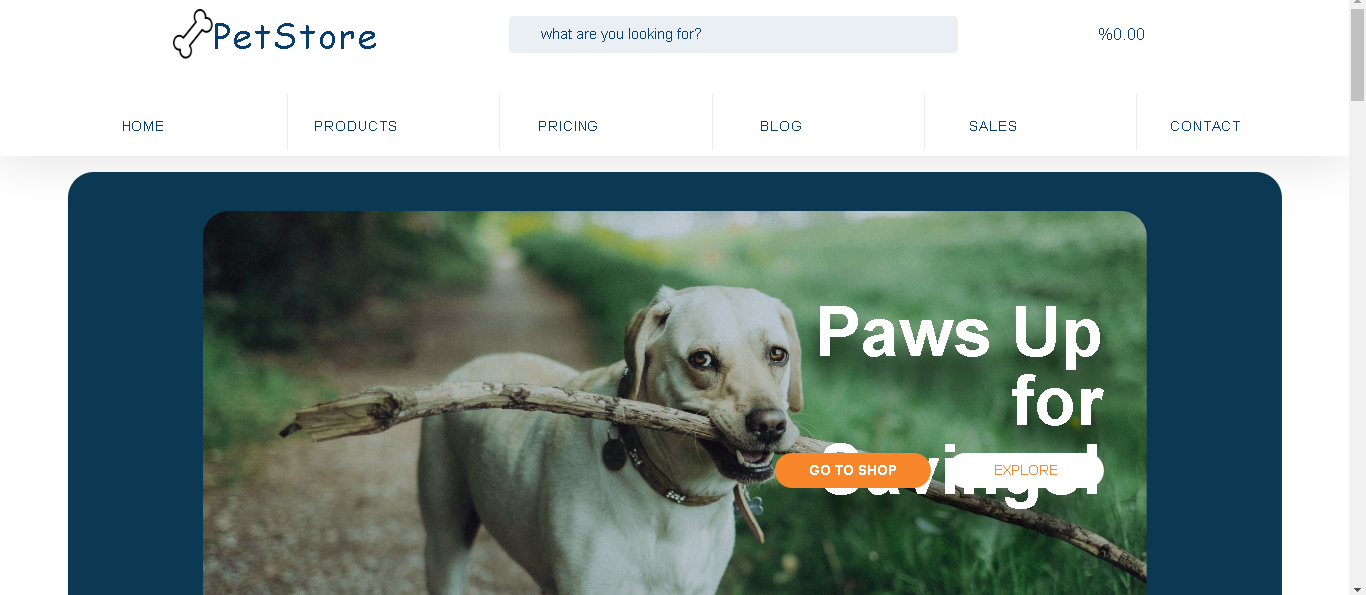 PetStore
what are you looking for?
%0.00
HOME
PRODUCTS
PRICING
BLOG
SALES
CONTACT
Paws Up
for
Savings!
GO TO SHOP
EXPLORE